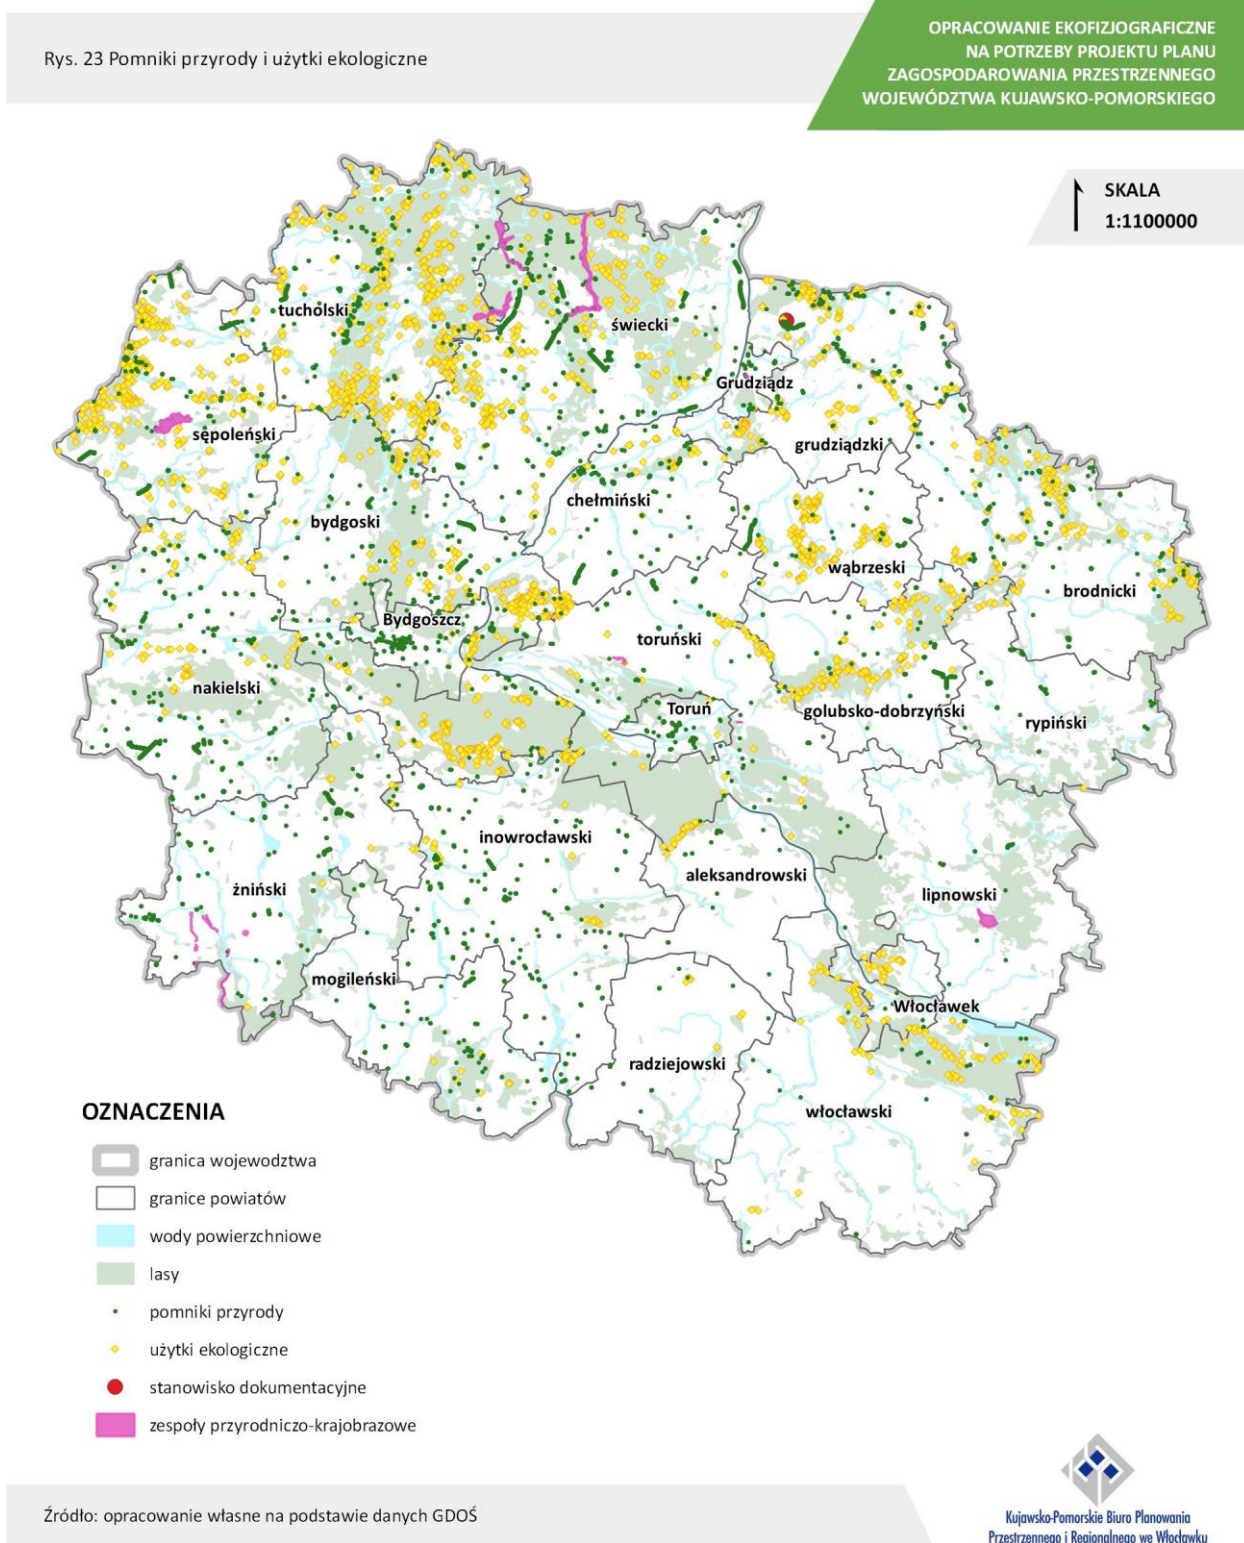 Rys. 23 Pomniki przyrody i użytki ekologiczne
OPRACOWANIE EKOFIZJOGRAFICZNE
NA POTRZEBY PROJEKTU PLANU
ZAGOSPODAROWANIA PRZESTRZENNEGO
WOJEWÓDZTWA KUJAWSKO-POMORSKIEGO
SKALA
1:1100000
tucholski
świecki
Grudziądz
sępoleński
grudziądzki
chełmiński
bydgoski
wąbrzeski
brodnicki
Bydgoszcz
toruński
nakielski
Toruń
golubsko-dobrzyński
rypiński
inowrocławski
aleksandrowski
żniński
lipnowski
mogileński
Włocławek
radziejowski
włocławski
OZNACZENIA
granica wojewodztwa
granice powiatów
wody powierzchniowe
lasy
pomniki przyrody
użytki ekologiczne
stanowisko dokumentacyjne
zespoły przyrodniczo-krajobrazowe
Źródło: opracowanie własne na podstawie danych GDOŚ
Kujawsko-Pomorskie Biuro Planowania
Przestrzennego i Regionalnego we Włocławku